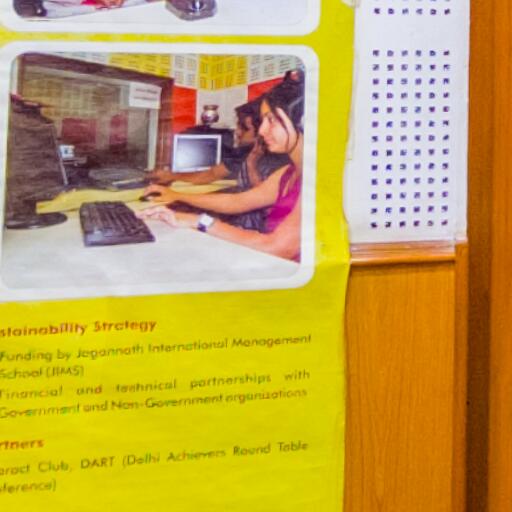 stainability Strategy
Funding by Jagannath International Management
School (JIMS)
Financial and technical partnerships with
Government and Non-Government organizations
rtners
aract Club, DART (Delhi Achievers Round Table
ference)